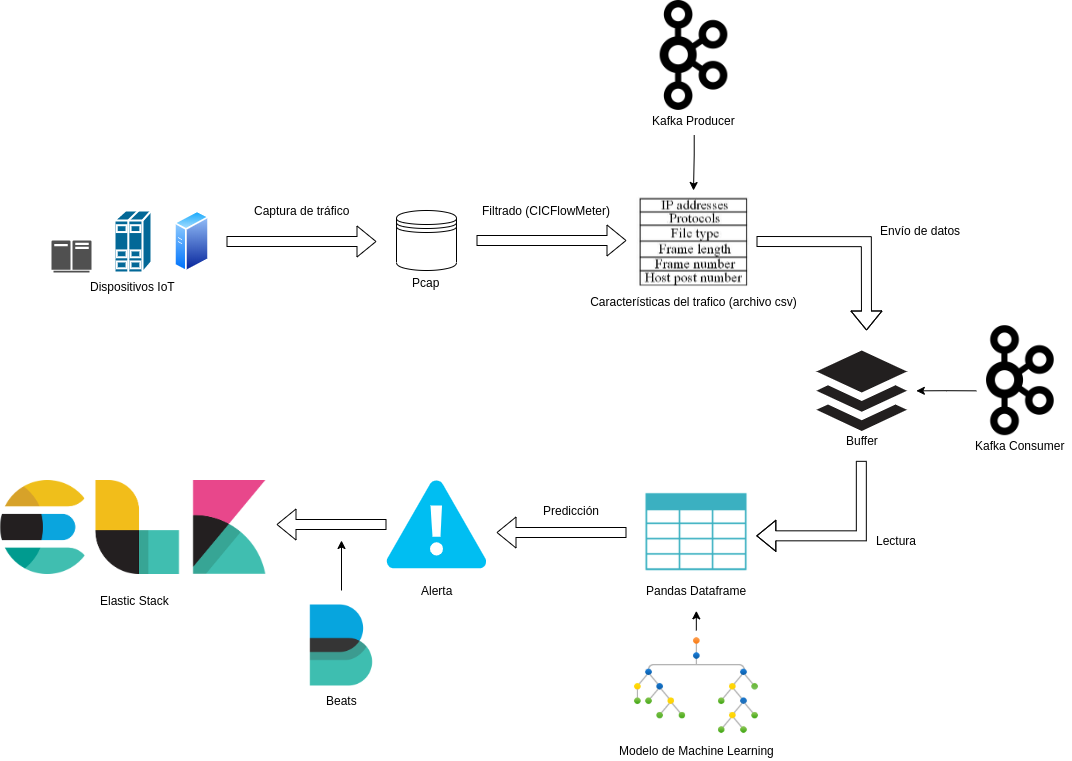 Kafka Producer
Captura de tráfico
Filtrado (CICFlowMeter)
IP addresses
Protocols
File type
Frame length
Frame number
Host post number
Envío de datos
Dispositivos IoT
Pcap
Características del trafico (archivo csv)
Buffer
Kafka Consumer
Predicción
Lectura
Elastic Stack
Alerta
Pandas Dataframe
Beats
Modelo de Machine Learning